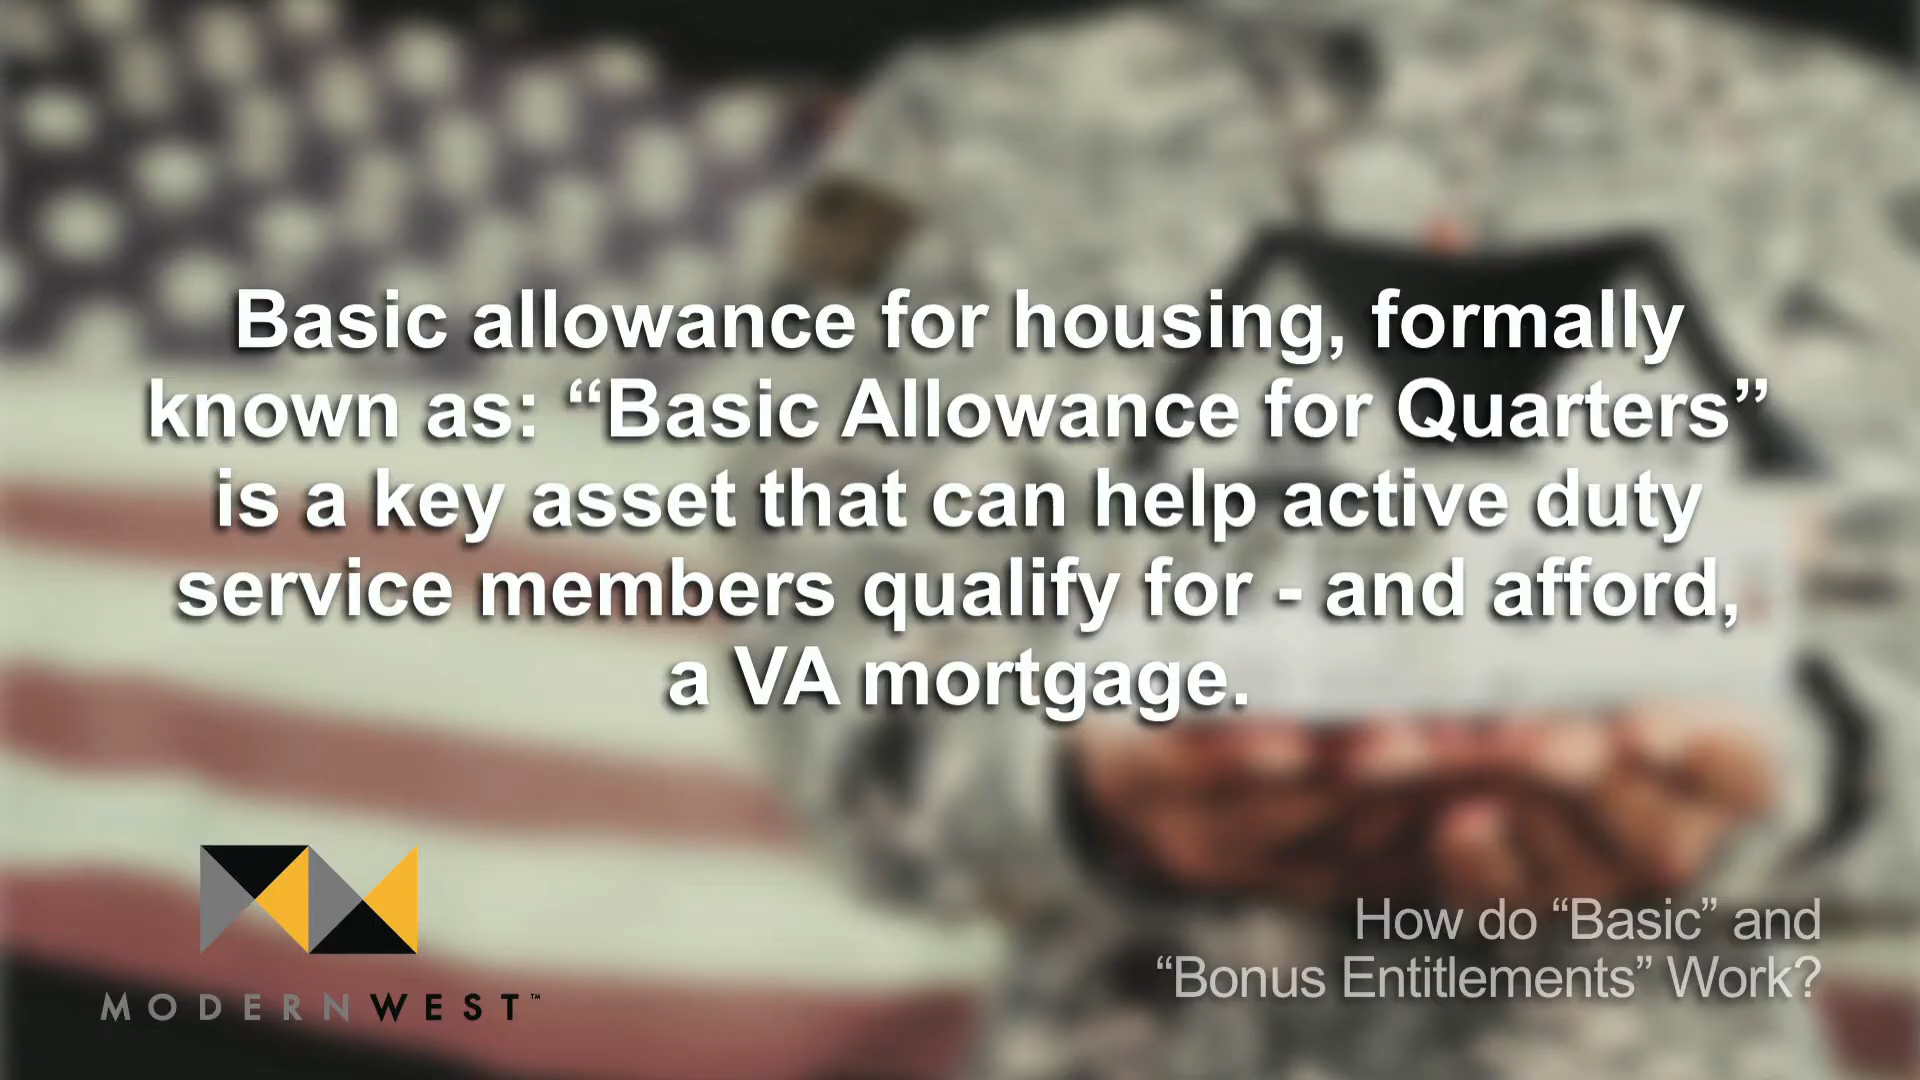 Basic allowance for housing, formally
known as: “Basic Allowance for Quarters”
is a key asset that can help active duty
service members qualify for - and afford,
a VA mortgage.
MODERNWEST™
How do “Basic” and
“Bonus Entitlements” Work?